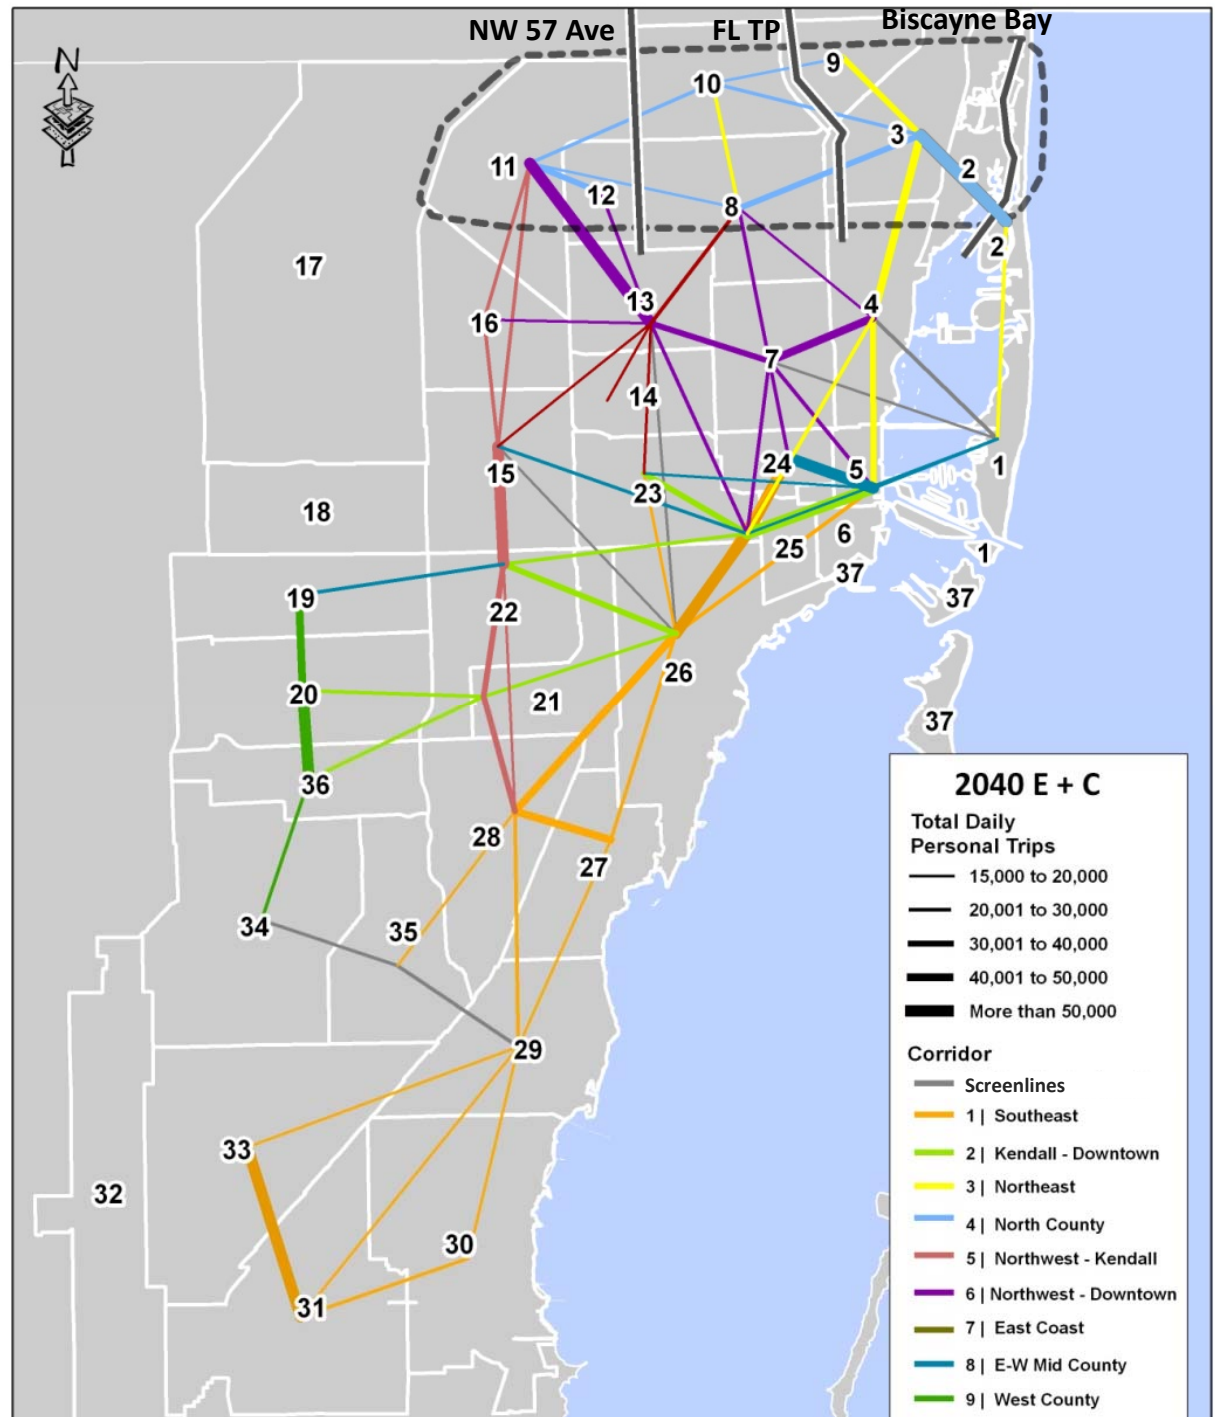 NW 57 Ave
FL TP
Biscayne Bay
N
9
10
3
2
11
12
8
2
17
13
4
16
7
14
15
24
5
1
23
18
6
25
1
37
19
37
22
26
20
21
37
36
28
27
34
35
29
33
32
30
31
2040 E + C
Total Daily
Personal Trips
15,000 to 20,000
20,001 to 30,000
30,001 to 40,000
40,001 to 50,000
More than 50,000
Corridor
Screenlines
1 | Southeast
2 | Kendall - Downtown
3 | Northeast
4 | North County
5 | Northwest - Kendall
6 | Northwest - Downtown
7 | East Coast
8 | E-W Mid County
9 | West County